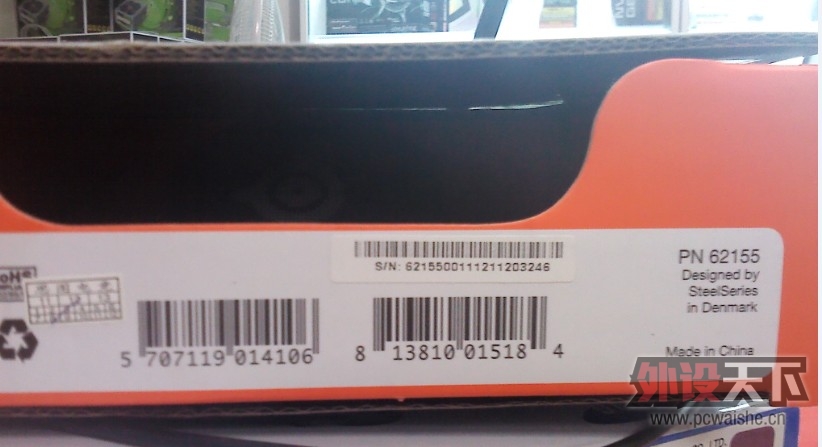 S/N: 6215500111211203246
PN 62155
Designed by
SteelSeries
in Denmark
5 707119 014106
8 13810 01518 4
Made in China
外设天下
www.pcwaishe.cn